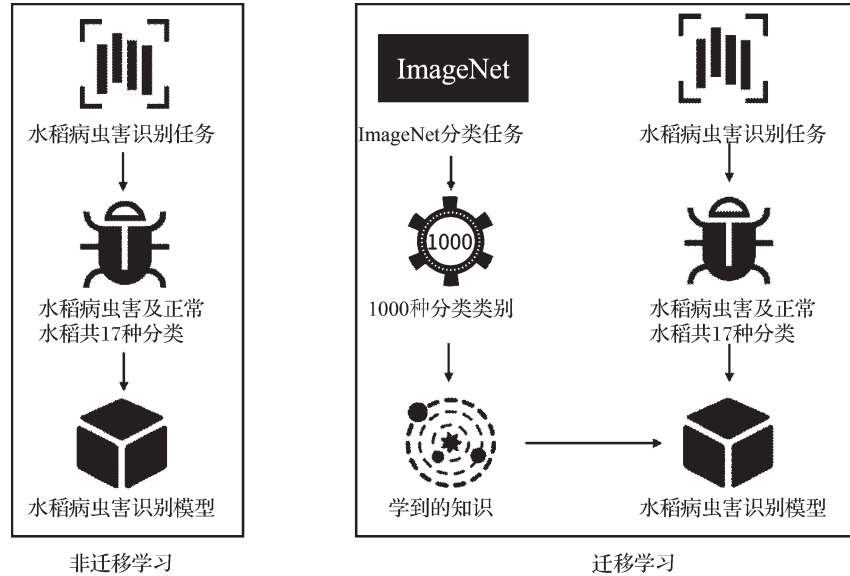 水稻病虫害识别任务
水稻病虫害及正常
水稻共17种分类
水稻病虫害识别模型
非迁移学习
ImageNet
ImageNet分类任务
1000
1000种分类类别
学到的知识
水稻病虫害识别任务
水稻病虫害及正常
水稻共17种分类
水稻病虫害识别模型
迁移学习